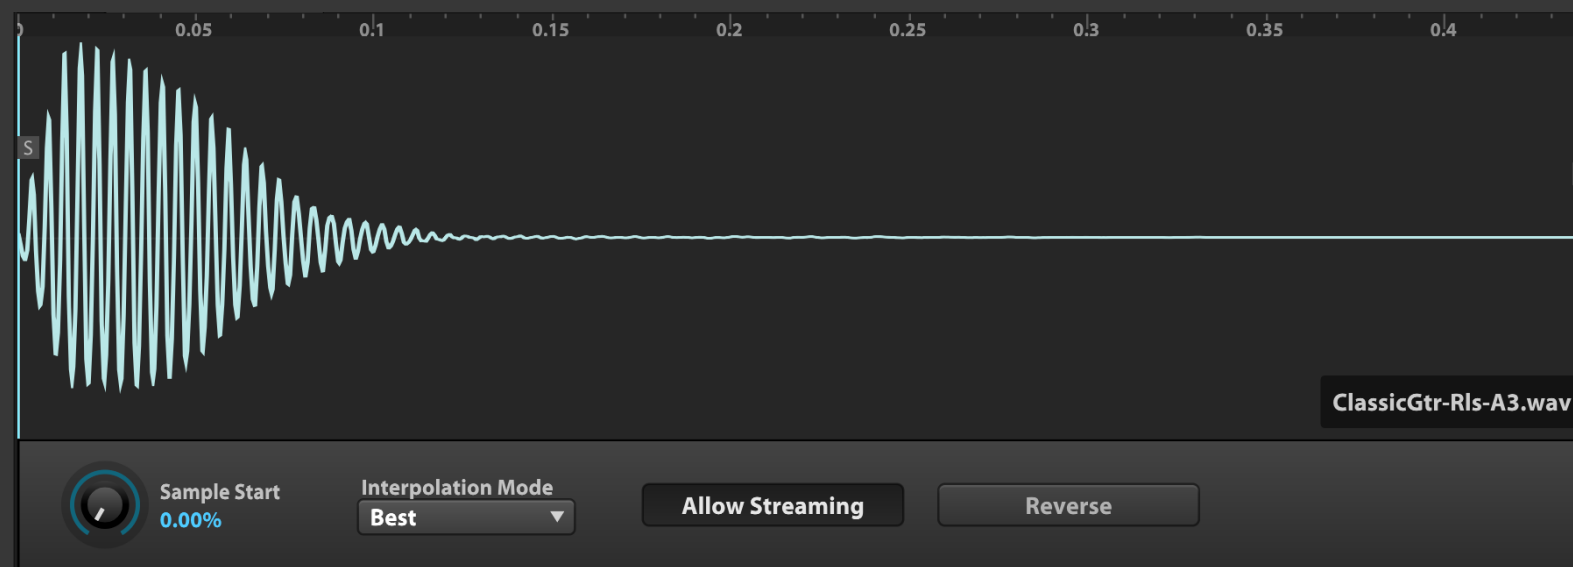 0 0.05 0.1 0.15 0.2 0.25 0.3 0.35 0.4
S
ClassicGtr-Rls-A3.wav
Sample Start
0.00%
Interpolation Mode
Best
Allow Streaming
Reverse